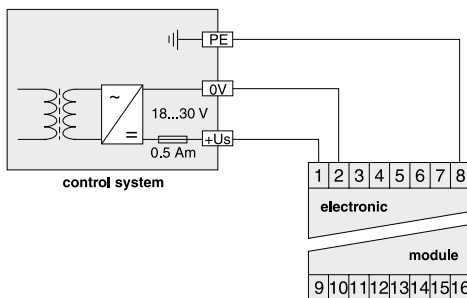 PE
0V
~
18...30 V
=
+Us
0.5 Am
control system
1 2 3 4 5 6 7 8
electronic
module
9 10 11 12 13 14 15 16